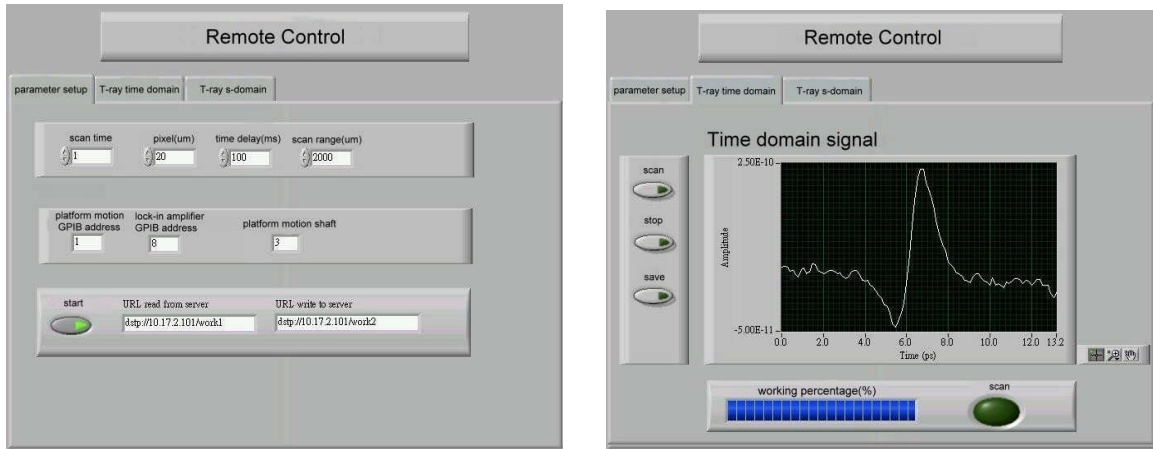 Remote Control
parameter setup T-ray time domain T-ray s-domain
scan time pixel(um) time delay(ms) scan range(um)
1 20 100 2000
platform motion GPIB address lock-in amplifier GPIB address platform motion shaft
1 8 3
start URL read from server URL write to server
dstp://10.17.2.101/work1 dstp://10.17.2.101/work2
Remote Control
parameter setup T-ray time domain T-ray s-domain
Time domain signal
scan
stop
save
2.50E-10
Amplitude
-5.00E-11
0.0 2.0 4.0 6.0 8.0 10.0 12.0 13.2
Time (ps)
working percentage(%) scan